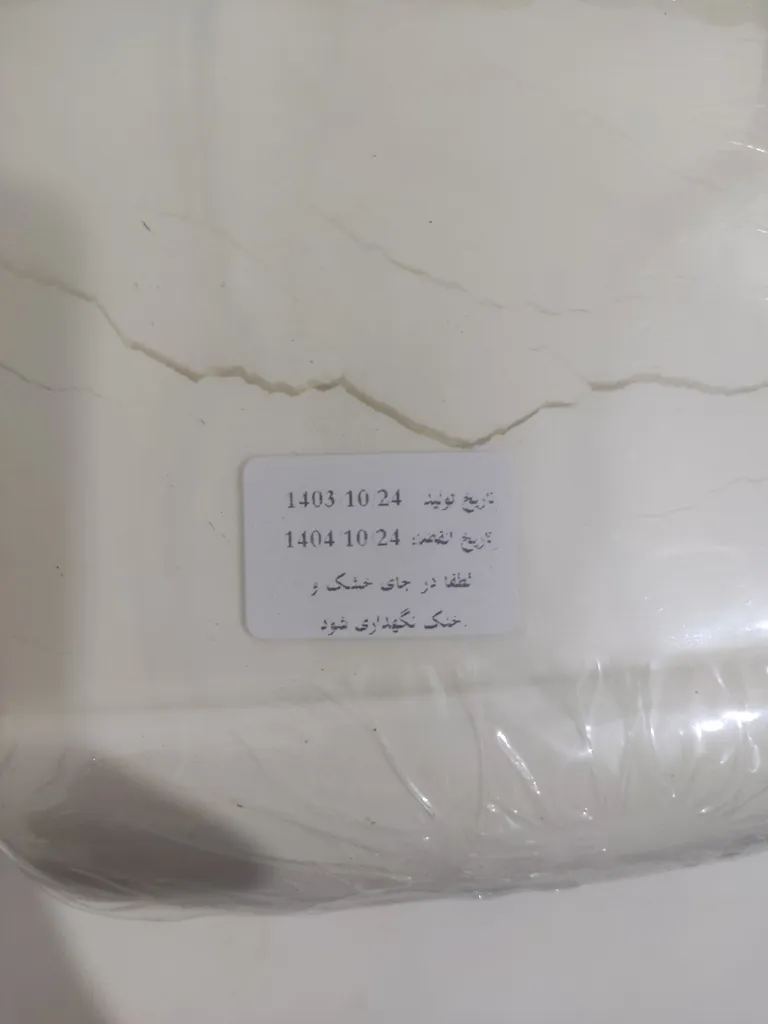 تاریخ تولید 1403/10/24
تاریخ انقضا: 1404/10/24
لطفا در جای خشک و
خنک نگهداری شود.